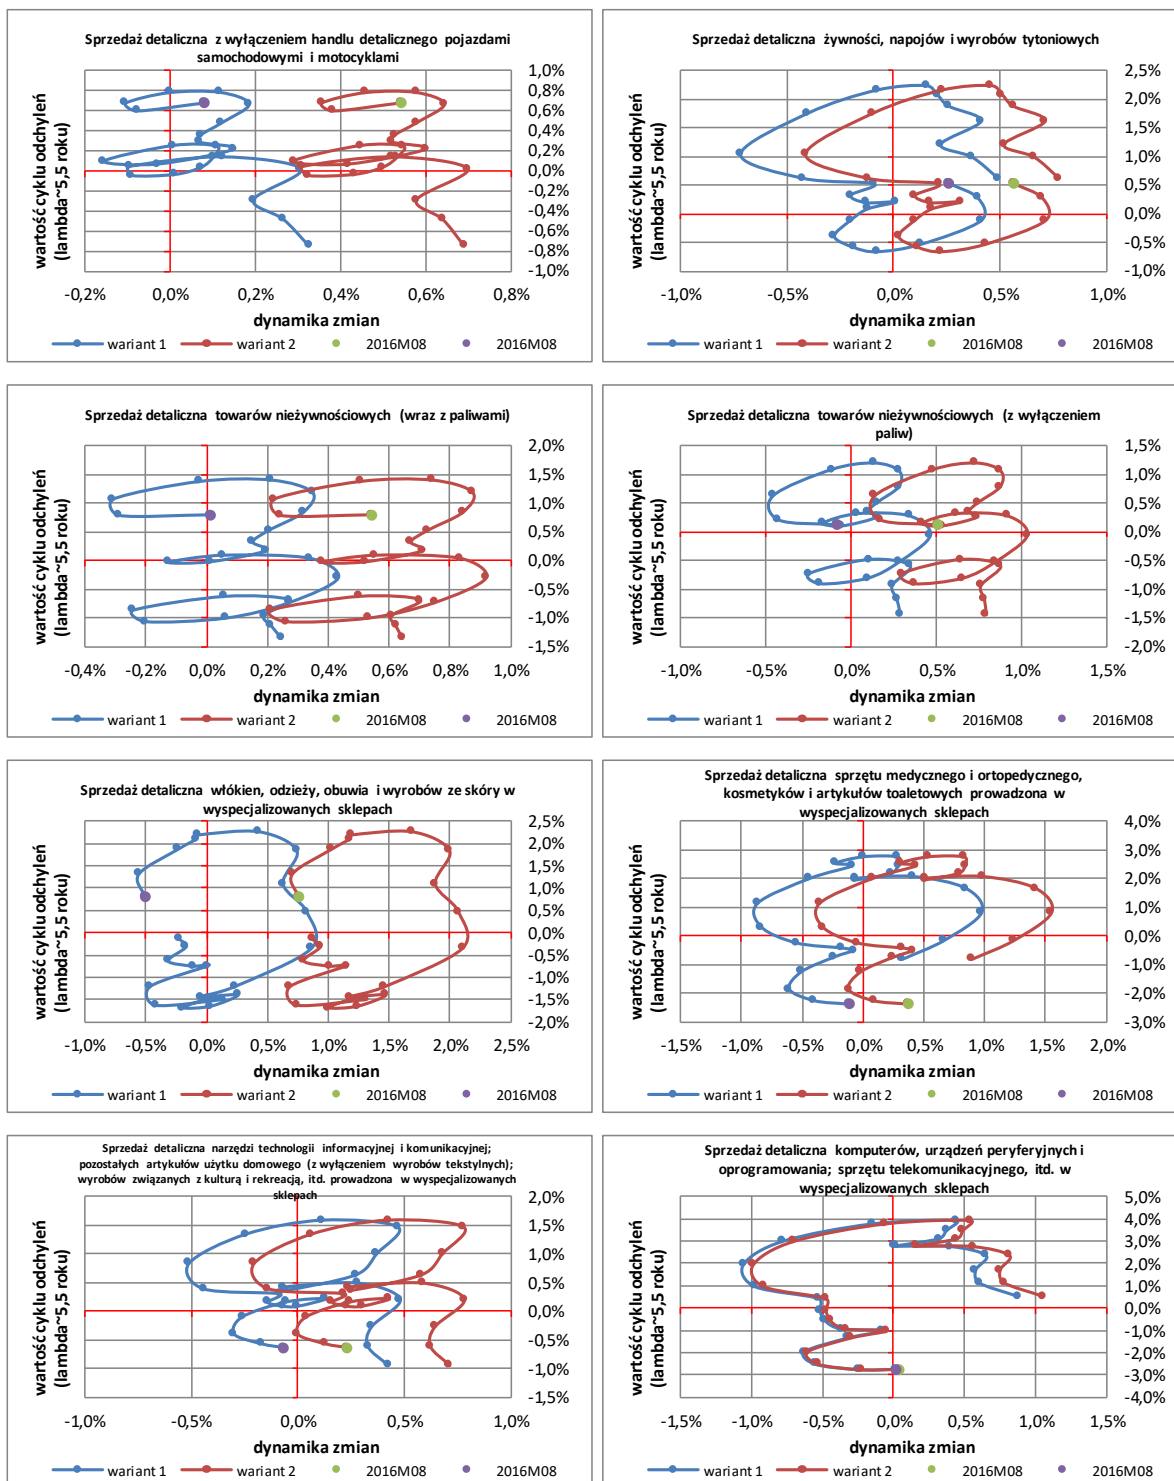 Sprzedaż detaliczna z wyłączeniem handlu detalicznego pojazdami
samochodowymi i motocyklami
1,0%
0,8%
0,6%
0,4%
0,2%
0,0%
-0,2%
-0,4%
-0,6%
-0,8%
-1,0%
wartość cyklu odchyleń
(lambda~5,5 roku)
-0,2% 0,0% 0,2% 0,4% 0,6% 0,8%
dynamika zmian
wariant 1 wariant 2 2016M08 2016M08
Sprzedaż detaliczna żywności, napojów i wyrobów tytoniowych
2,5%
2,0%
1,5%
1,0%
0,5%
0,0%
-0,5%
-1,0%
wartość cyklu odchyleń
(lambda~5,5 roku)
-1,0% -0,5% 0,0% 0,5% 1,0%
dynamika zmian
wariant 1 wariant 2 2016M08 2016M08
Sprzedaż detaliczna towarów nieżywnościowych (wraz z paliwami)
2,0%
1,5%
1,0%
0,5%
0,0%
-0,5%
-1,0%
-1,5%
wartość cyklu odchyleń
(lambda~5,5 roku)
-0,4% -0,2% 0,0% 0,2% 0,4% 0,6% 0,8% 1,0%
dynamika zmian
wariant 1 wariant 2 2016M08 2016M08
Sprzedaż detaliczna towarów nieżywnościowych (z wyłączeniem
paliw)
1,5%
1,0%
0,5%
0,0%
-0,5%
-1,0%
-1,5%
-2,0%
wartość cyklu odchyleń
(lambda~5,5 roku)
-1,0% -0,5% 0,0% 0,5% 1,0% 1,5%
dynamika zmian
wariant 1 wariant 2 2016M08 2016M08
Sprzedaż detaliczna włókien, odzieży, obuwia i wyrobów ze skóry w
wyspecjalizowanych sklepach
2,5%
2,0%
1,5%
1,0%
0,5%
0,0%
-0,5%
-1,0%
-1,5%
-2,0%
wartość cyklu odchyleń
(lambda~5,5 roku)
-1,0% -0,5% 0,0% 0,5% 1,0% 1,5% 2,0% 2,5%
dynamika zmian
wariant 1 wariant 2 2016M08 2016M08
Sprzedaż detaliczna sprzętu medycznego i ortopedycznego,
kosmetyków i artykułów toaletowych prowadzona w
wyspecjalizowanych sklepach
4,0%
3,0%
2,0%
1,0%
0,0%
-1,0%
-2,0%
-3,0%
wartość cyklu odchyleń
(lambda~5,5 roku)
-1,0% -0,5% 0,0% 0,5% 1,0% 1,5% 2,0%
dynamika zmian
wariant 1 wariant 2 2016M08 2016M08
Sprzedaż detaliczna narzędzi technologii informacyjnej i komunikacyjnej;
pozostałych artykułów użytku domowego (z wyłączeniem wyrobów tekstylnych);
wyrobów związanych z kulturą i rekreacją, itd. prowadzona w wyspecjalizowanych
sklepach
2,0%
1,5%
1,0%
0,5%
0,0%
-0,5%
-1,0%
-1,5%
wartość cyklu odchyleń
(lambda~5,5 roku)
-1,0% -0,5% 0,0% 0,5% 1,0%
dynamika zmian
wariant 1 wariant 2 2016M08 2016M08
Sprzedaż detaliczna komputerów, urządzeń peryferyjnych i
oprogramowania; sprzętu telekomunikacyjnego, itd. w
wyspecjalizowanych sklepach
5,0%
4,0%
3,0%
2,0%
1,0%
0,0%
-1,0%
-2,0%
-3,0%
-4,0%
wartość cyklu odchyleń
(lambda~5,5 roku)
-1,5% -1,0% -0,5% 0,0% 0,5% 1,0% 1,5%
dynamika zmian
wariant 1 wariant 2 2016M08 2016M08